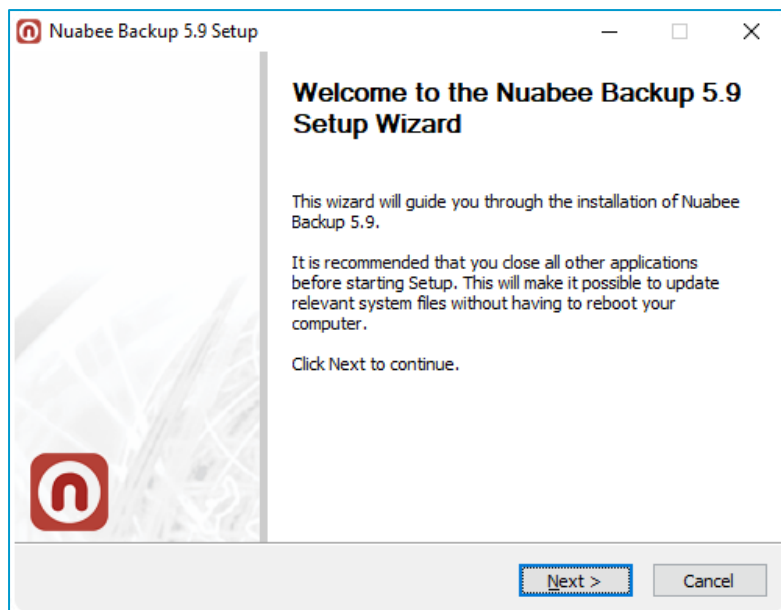 Nuabee Backup 5.9 Setup
Welcome to the Nuabee Backup 5.9
Setup Wizard
This wizard will guide you through the installation of Nuabee
Backup 5.9.
It is recommended that you close all other applications
before starting Setup. This will make it possible to update
relevant system files without having to reboot your
computer.
Click Next to continue.
Next >
Cancel